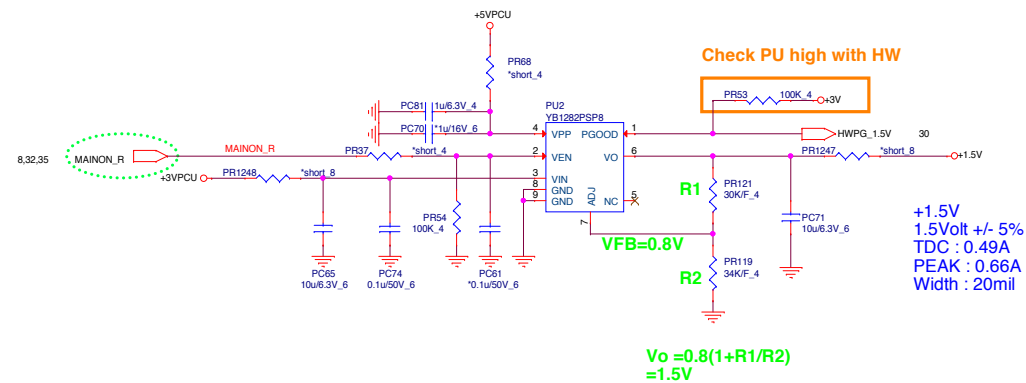 +5VPCU
Check PU high with HW
PR68
*short_4
PR53
100K_4
+3V
PC81
1u/6.3V_4
PU2
YB1282PSP8
PC70
*1u/16V_6
4
VPP
PGOOD
1
HWPG_1.5V
30
8,32,35
MAINON_R
MAINON_R
PR37
*short_4
2
VEN
VO
6
PR1247
*short_8
+1.5V
+3VPCU
PR1248
*short_8
3
VIN
8
GND
9
GND
ADJ
NC
5
7
R1
PR121
30K/F_4
PR54
100K_4
PC71
10u/6.3V_6
VFB=0.8V
+1.5V
1.5Volt +/- 5%
TDC : 0.49A
PEAK : 0.66A
Width : 20mil
R2
PR119
34K/F_4
PC65
10u/6.3V_6
PC74
0.1u/50V_6
PC61
*0.1u/50V_6
Vo =0.8(1+R1/R2)
=1.5V